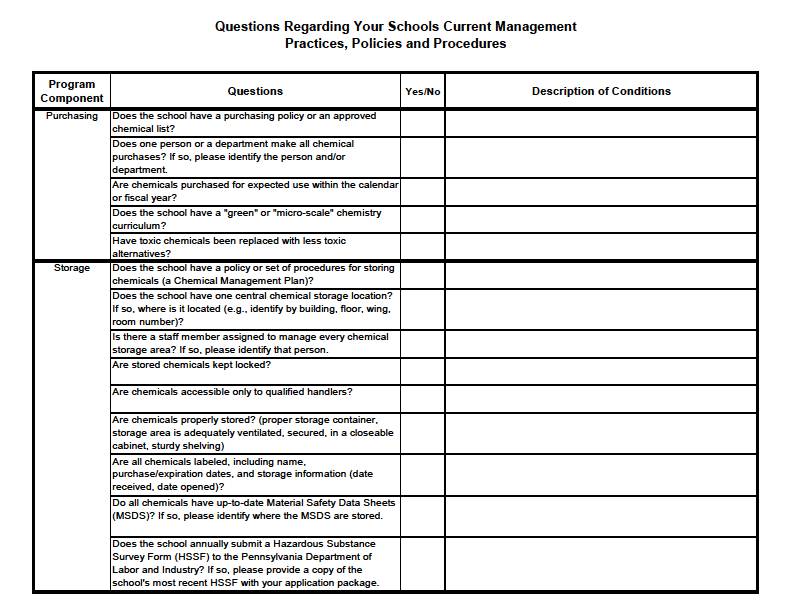 Questions Regarding Your Schools Current Management
Practices, Policies and Procedures
Program
Component
Questions
Yes/No
Description of Conditions
Purchasing
Does the school have a purchasing policy or an approved
chemical list?
Does one person or a department make all chemical
purchases? If so, please identify the person and/or
department.
Are chemicals purchased for expected use within the calendar
or fiscal year?
Does the school have a "green" or "micro-scale" chemistry
curriculum?
Have toxic chemicals been replaced with less toxic
alternatives?
Storage
Does the school have a policy or set of procedures for storing
chemicals (a Chemical Management Plan)?
Does the school have one central chemical storage location?
If so, where is it located (e.g., identify by building, floor, wing,
room number)?
Is there a staff member assigned to manage every chemical
storage area? If so, please identify that person.
Are stored chemicals kept locked?
Are chemicals accessible only to qualified handlers?
Are chemicals properly stored? (proper storage container,
storage area is adequately ventilated, secured, in a closeable
cabinet, sturdy shelving)
Are all chemicals labeled, including name,
purchase/expiration dates, and storage information (date
received, date opened)?
Do all chemicals have up-to-date Material Safety Data Sheets
(MSDS)? If so, please identify where the MSDS are stored.
Does the school annually submit a Hazardous Substance
Survey Form (HSSF) to the Pennsylvania Department of
Labor and Industry? If so, please provide a copy of the
school's most recent HSSF with your application package.